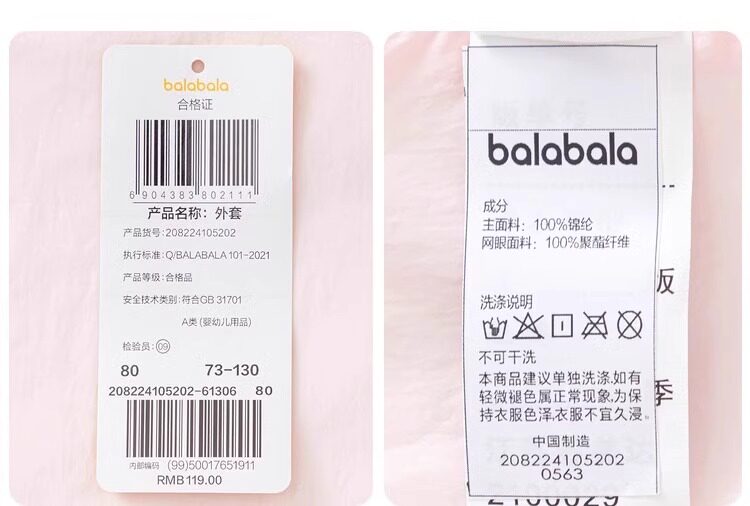 balabala
合格证
6 904383 802111
产品名称：外套
产品货号:208224105202
执行标准:Q/BALABALA 101-2021
产品等级:合格品
安全技术类别:符合GB 31701
A类 (婴幼儿用品)
检验员:09
80 73-130
208224105202-61306 80
内部编码 (99)50017651911
RMB119.00
balabala
成分
主面料：100%锦纶
网眼面料：100%聚酯纤维
洗涤说明
不可干洗
本商品建议单独洗涤.如有
轻微褪色属正常现象,为保
持衣服色泽,衣服不宜久浸。
中国制造
208224105202
0563
版
季